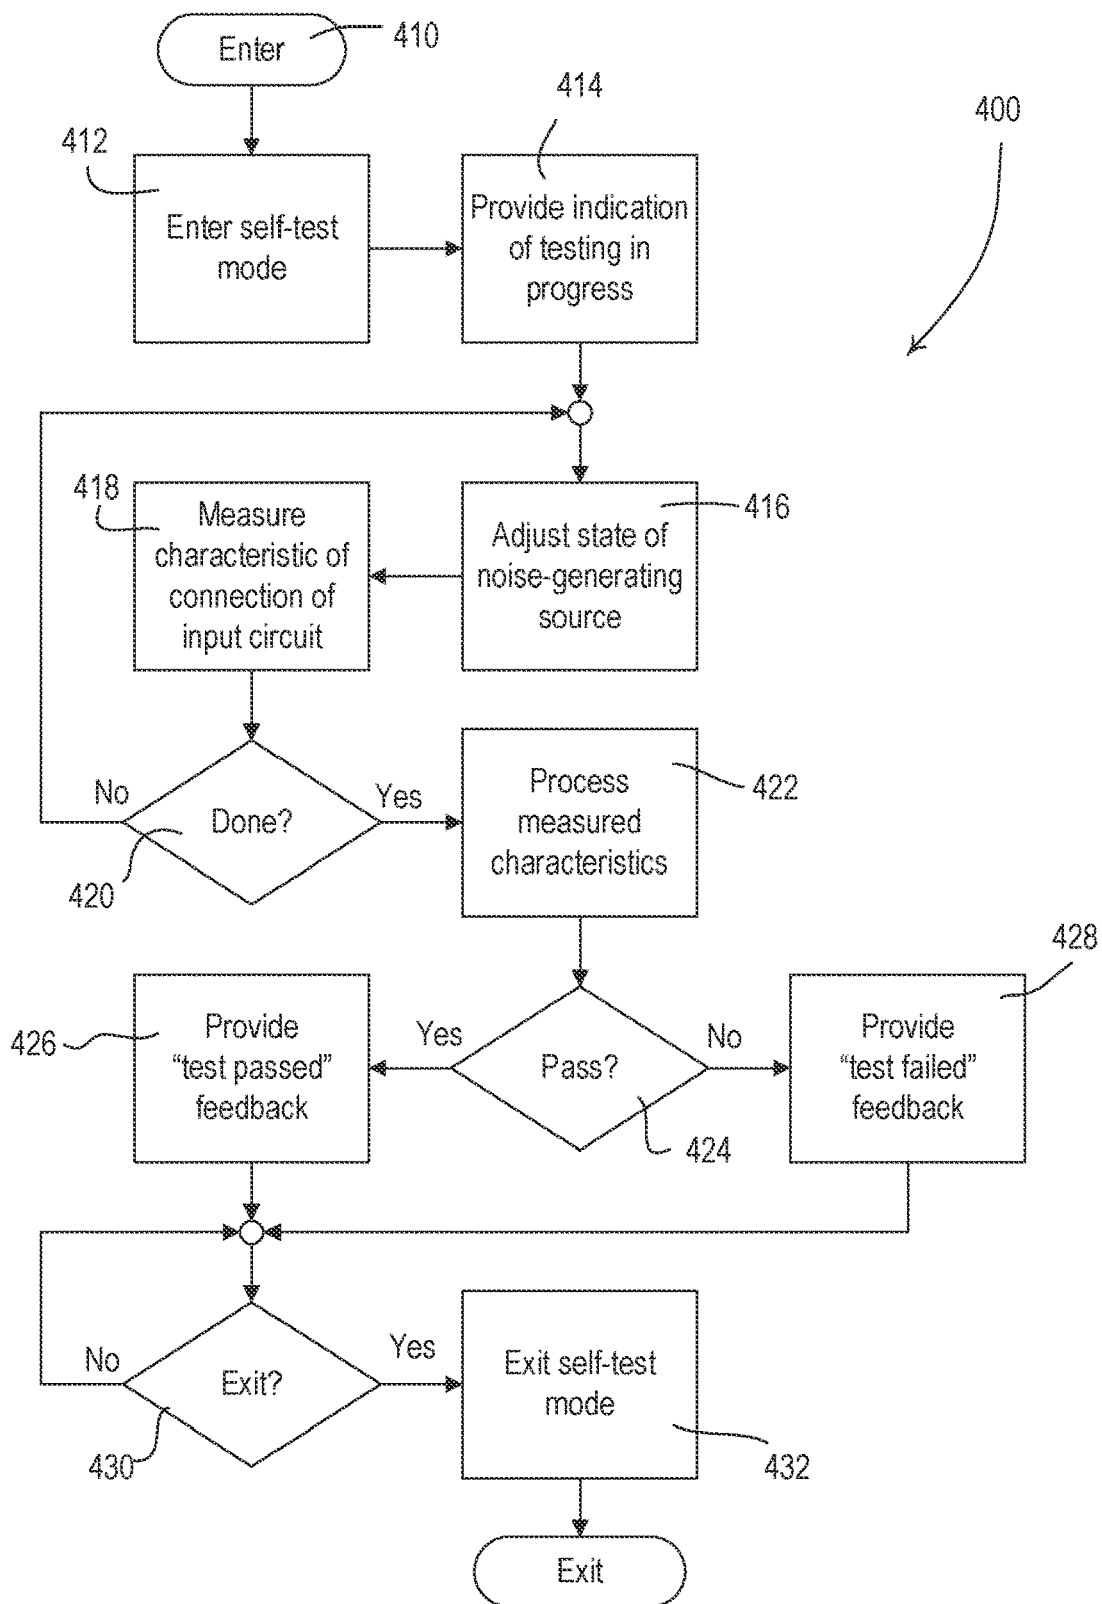 Enter
410
400
412
Enter self-test
mode
414
Provide indication
of testing in
progress
418
Measure
characteristic of
connection of
input circuit
416
Adjust state of
noise-generating
source
No
Done?
Yes
420
Process
measured
characteristics
422
426
Provide
“test passed”
feedback
Yes
Pass?
No
424
428
Provide
“test failed”
feedback
No
Exit?
Yes
430
Exit self-test
mode
432
Exit